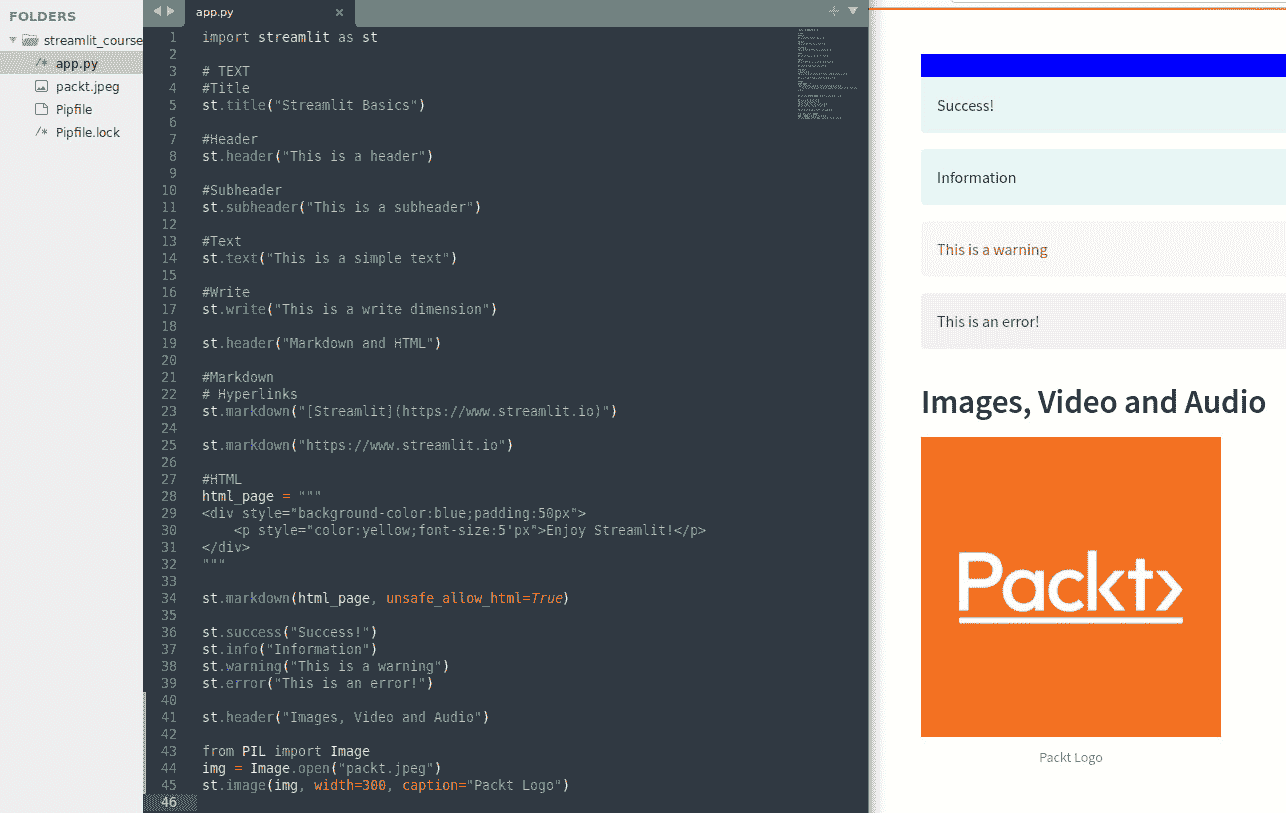 FOLDERS
streamlit_course
/* app.py
packt.jpeg
Pipfile
/* Pipfile.lock
app.py ×
1 import streamlit as st
2
3 # TEXT
4 #Title
5 st.title("Streamlit Basics")
6
7 #Header
8 st.header("This is a header")
9
10 #Subheader
11 st.subheader("This is a subheader")
12
13 #Text
14 st.text("This is a simple text")
15
16 #Write
17 st.write("This is a write dimension")
18
19 st.header("Markdown and HTML")
20
21 #Markdown
22 # Hyperlinks
23 st.markdown("[Streamlit](https://www.streamlit.io)")
24
25 st.markdown("https://www.streamlit.io")
26
27 #HTML
28 html_page = """
29 <div style="background-color:blue;padding:50px">
30     <p style="color:yellow;font-size:5'px">Enjoy Streamlit!</p>
31 </div>
32 """
33
34 st.markdown(html_page, unsafe_allow_html=True)
35
36 st.success("Success!")
37 st.info("Information")
38 st.warning("This is a warning")
39 st.error("This is an error!")
40
41 st.header("Images, Video and Audio")
42
43 from PIL import Image
44 img = Image.open("packt.jpeg")
45 st.image(img, width=300, caption="Packt Logo")
46
Success!
Information
This is a warning
This is an error!
Images, Video and Audio
Packt>
Packt Logo